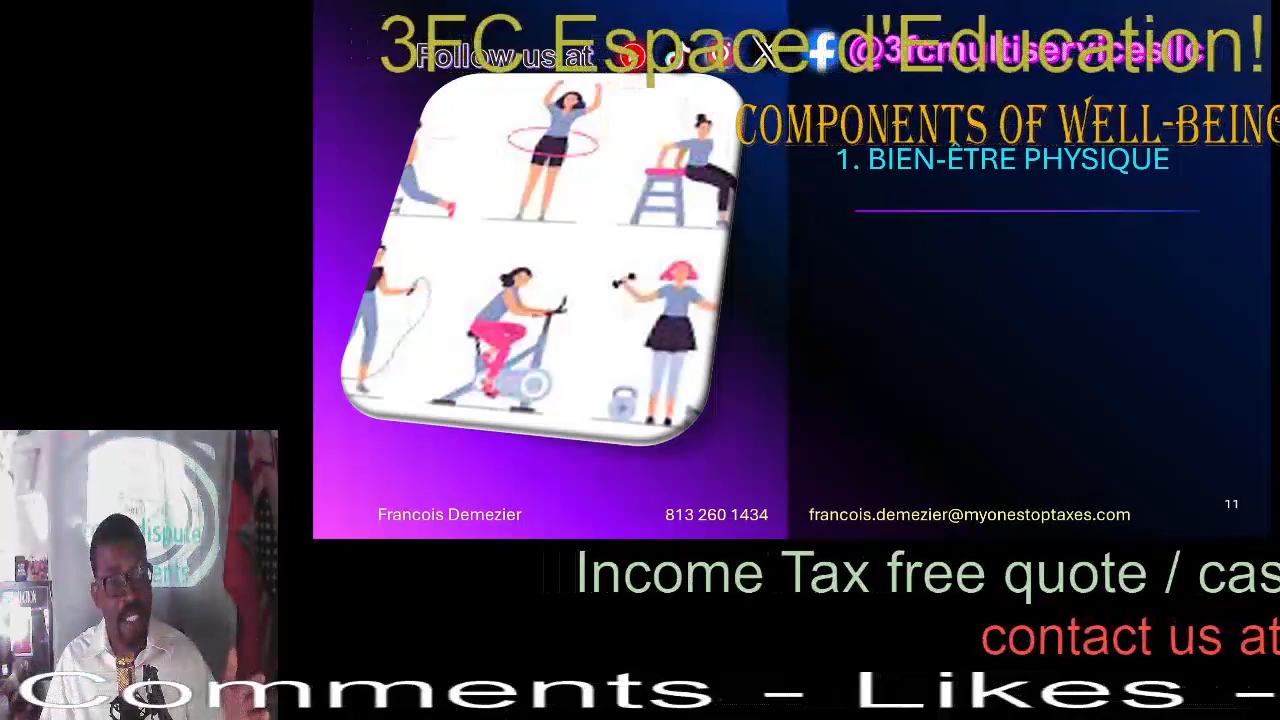 3FC Espace d'Education!
Follow us at @3fcmultiservicesllc
COMPONENTS OF WELL-BEING
1. BIEN-ÊTRE PHYSIQUE
Francois Demezier 813 260 1434 francois.demezier@myonestoptaxes.com 11
dispute
Income Tax free quote / cas
contact us at
Comments - Likes -